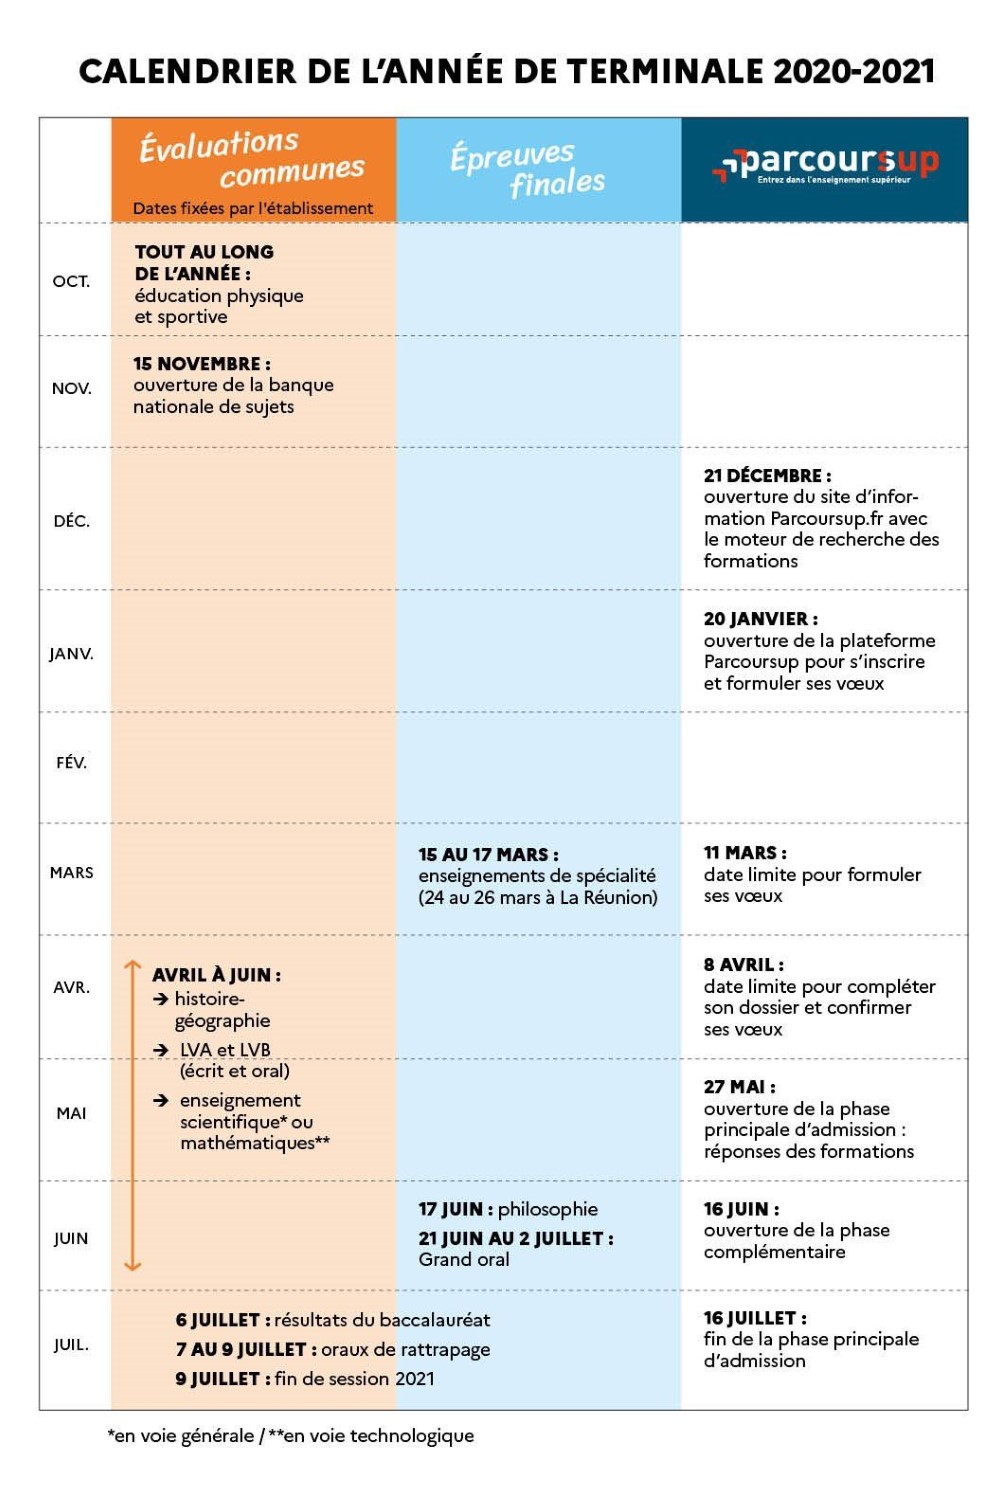 CALENDRIER DE L'ANNÉE DE TERMINALE 2020-2021
Évaluations
communes
Dates fixées par l'établissement
Épreuves
finales
parcoursup
Entrez dans l'enseignement supérieur
OCT.
TOUT AU LONG
DE L'ANNÉE :
éducation physique
et sportive
NOV.
15 NOVEMBRE :
ouverture de la banque
nationale de sujets
DÉC.
21 DÉCEMBRE :
ouverture du site d'infor-
mation Parcoursup.fr avec
le moteur de recherche des
formations
JANV.
20 JANVIER :
ouverture de la plateforme
Parcoursup pour s'inscrire
et formuler ses vœux
FÉV.
MARS
15 AU 17 MARS :
enseignements de spécialité
(24 au 26 mars à La Réunion)
11 MARS :
date limite pour formuler
ses vœux
AVR.
AVRIL À JUIN :
→ histoire-
géographie
→ LVA et LVB
(écrit et oral)
→ enseignement
scientifique* ou
mathématiques**
8 AVRIL :
date limite pour compléter
son dossier et confirmer
ses vœux
MAI
27 MAI :
ouverture de la phase
principale d'admission :
réponses des formations
JUIN
17 JUIN : philosophie
21 JUIN AU 2 JUILLET :
Grand oral
16 JUIN :
ouverture de la phase
complémentaire
JUIL.
6 JUILLET : résultats du baccalauréat
7 AU 9 JUILLET : oraux de rattrapage
9 JUILLET : fin de session 2021
16 JUILLET :
fin de la phase principale
d'admission
*en voie générale / **en voie technologique